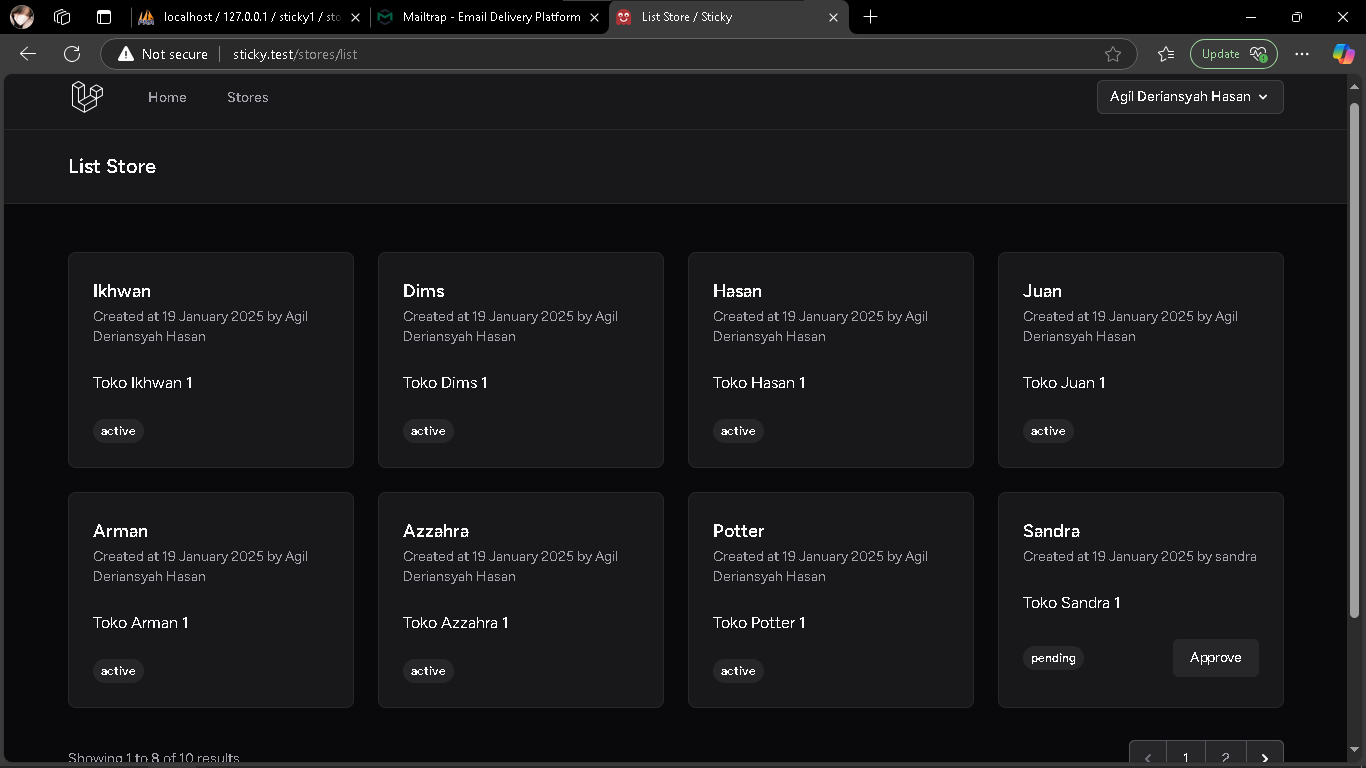 localhost / 127.0.0.1 / sticky1 / sto
Mailtrap - Email Delivery Platform
List Store / Sticky
Not secure
sticky.test/stores/list
Update
Home
Stores
Agil Deriansyah Hasan
List Store
Ikhwan
Created at 19 January 2025 by Agil
Deriansyah Hasan
Toko Ikhwan 1
active
Dims
Created at 19 January 2025 by Agil
Deriansyah Hasan
Toko Dims 1
active
Hasan
Created at 19 January 2025 by Agil
Deriansyah Hasan
Toko Hasan 1
active
Juan
Created at 19 January 2025 by Agil
Deriansyah Hasan
Toko Juan 1
active
Arman
Created at 19 January 2025 by Agil
Deriansyah Hasan
Toko Arman 1
active
Azzahra
Created at 19 January 2025 by Agil
Deriansyah Hasan
Toko Azzahra 1
active
Potter
Created at 19 January 2025 by Agil
Deriansyah Hasan
Toko Potter 1
active
Sandra
Created at 19 January 2025 by sandra
Toko Sandra 1
pending
Approve
Showing 1 to 8 of 10 results
1
2